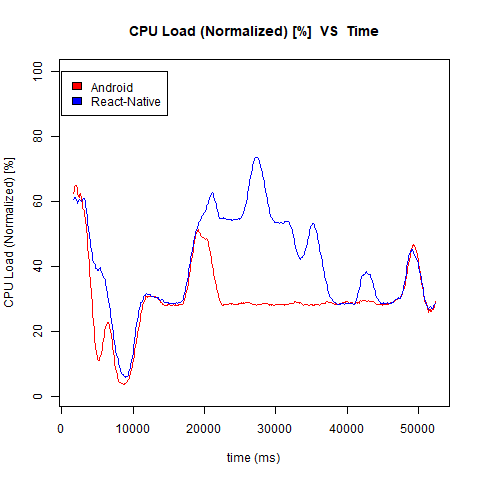 CPU Load (Normalized) [%]  VS  Time
100
80
60
40
20
0
CPU Load (Normalized) [%]
Android
React-Native
0
10000
20000
30000
40000
50000
time (ms)